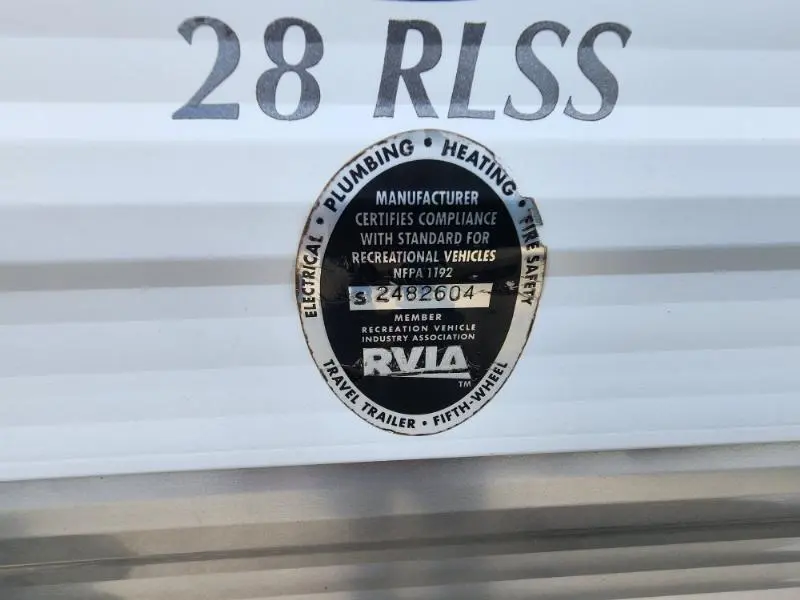 28 RLSS
ELECTRICAL • PLUMBING • HEATING • FIRE SAFETY
MANUFACTURER
CERTIFIES COMPLIANCE
WITH STANDARD FOR
RECREATIONAL VEHICLES
NFPA 1192
S 2482604
MEMBER
RECREATION VEHICLE
INDUSTRY ASSOCIATION
RVIA
TM
TRAVEL TRAILER • FIFTH-WHEEL